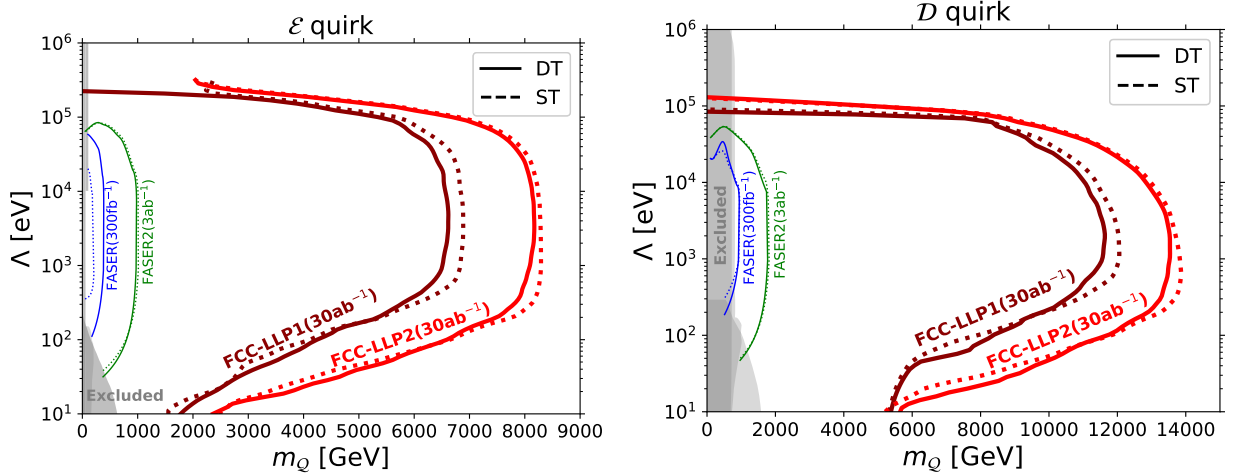 ℰ quirk
10⁶
10⁵
10⁴
10³
10²
10¹
Λ [eV]
DT
ST
FASER(300fb⁻¹)
FASER2(3ab⁻¹)
FCC-LLP1(30ab⁻¹)
FCC-LLP2(30ab⁻¹)
Excluded
0 1000 2000 3000 4000 5000 6000 7000 8000 9000
m_𝒬 [GeV]
𝒟 quirk
10⁶
10⁵
10⁴
10³
10²
10¹
Λ [eV]
DT
ST
Excluded
FASER(300fb⁻¹)
FASER2(3ab⁻¹)
FCC-LLP1(30ab⁻¹)
FCC-LLP2(30ab⁻¹)
0 2000 4000 6000 8000 10000 12000 14000
m_𝒬 [GeV]